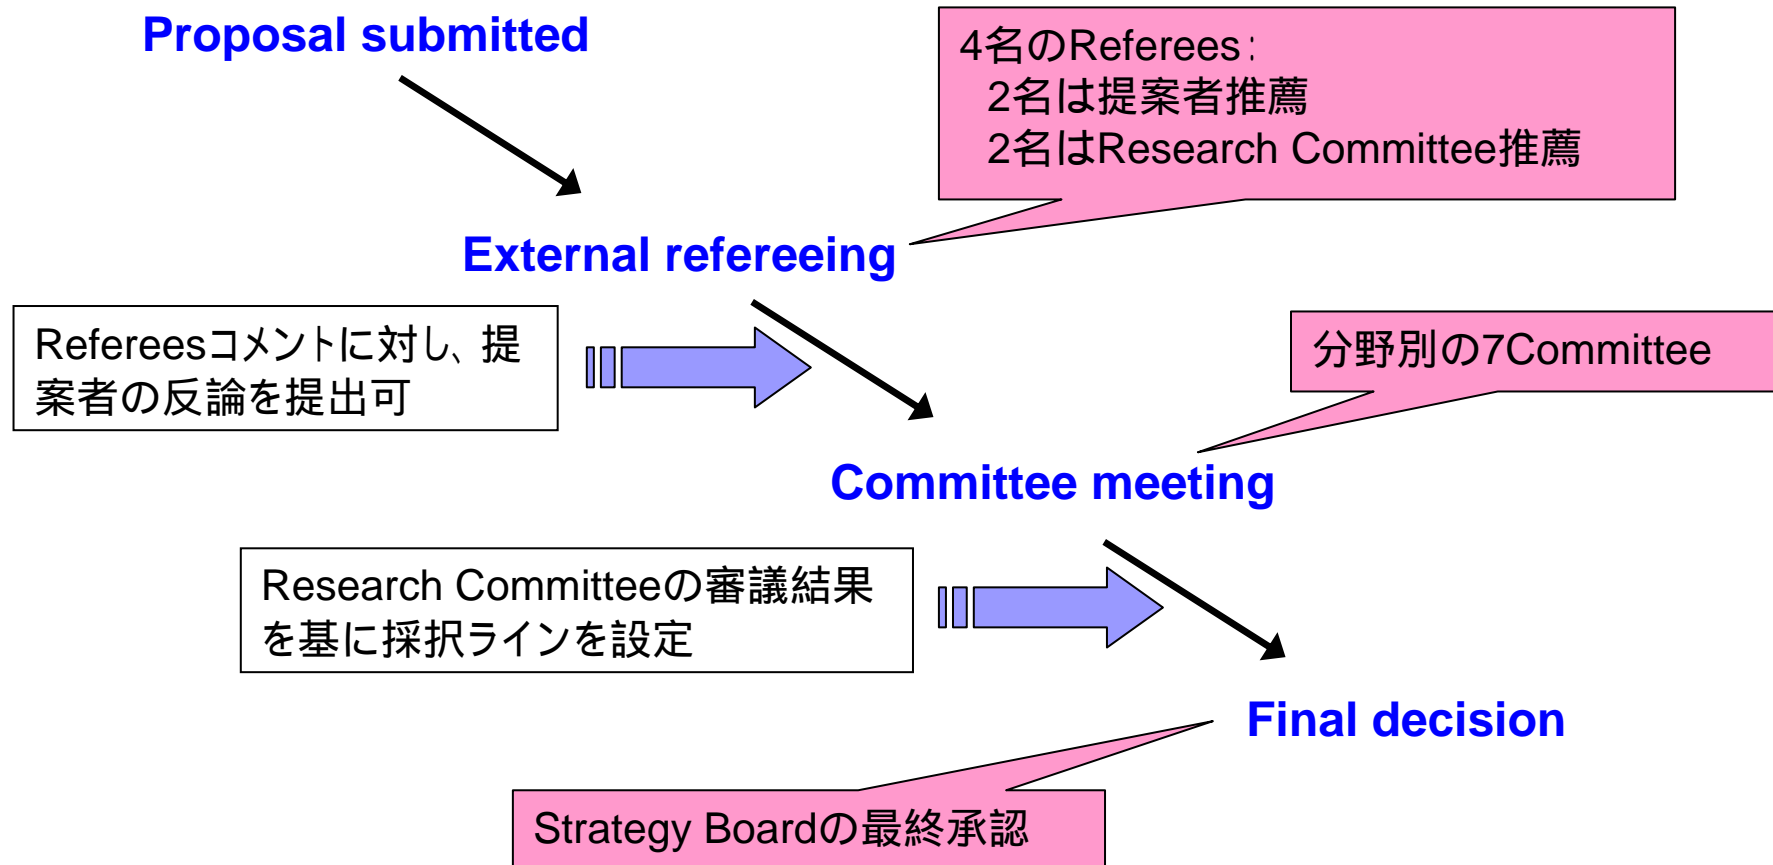 Proposal submitted
4名のReferees:
2名は提案者推薦
2名はResearch Committee推薦
External refereeing
Refereesコメントに対し、提
案者の反論を提出可
分野別の7Committee
Committee meeting
Research Committeeの審議結果
を基に採択ラインを設定
Final decision
Strategy Boardの最終承認